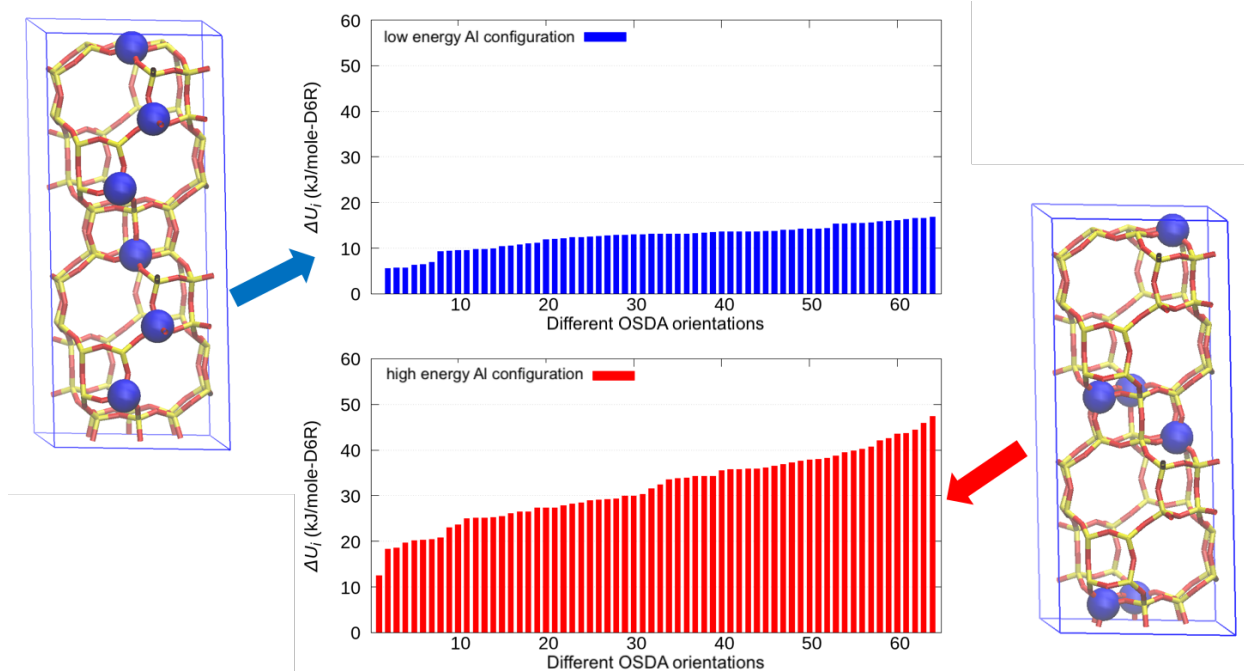 60
low energy Al configuration
50
40
30
20
10
0
ΔUᵢ (kJ/mole-D6R)
10 20 30 40 50 60
Different OSDA orientations
60
high energy Al configuration
50
40
30
20
10
0
ΔUᵢ (kJ/mole-D6R)
10 20 30 40 50 60
Different OSDA orientations